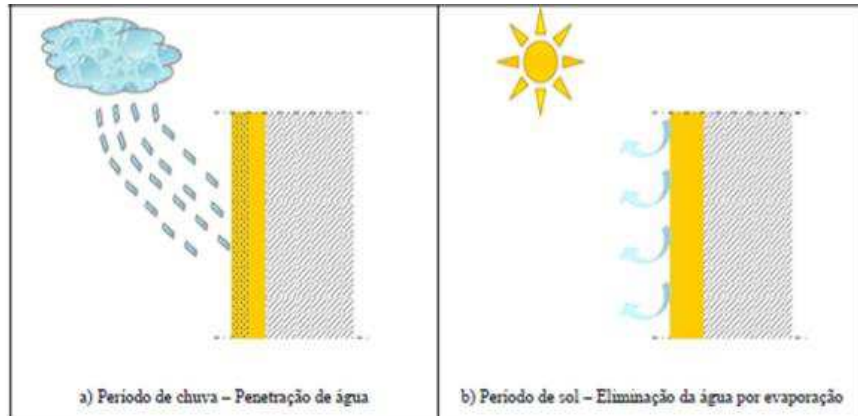 a) Período de chuva – Penetração de água
b) Período de sol – Eliminação da água por evaporação